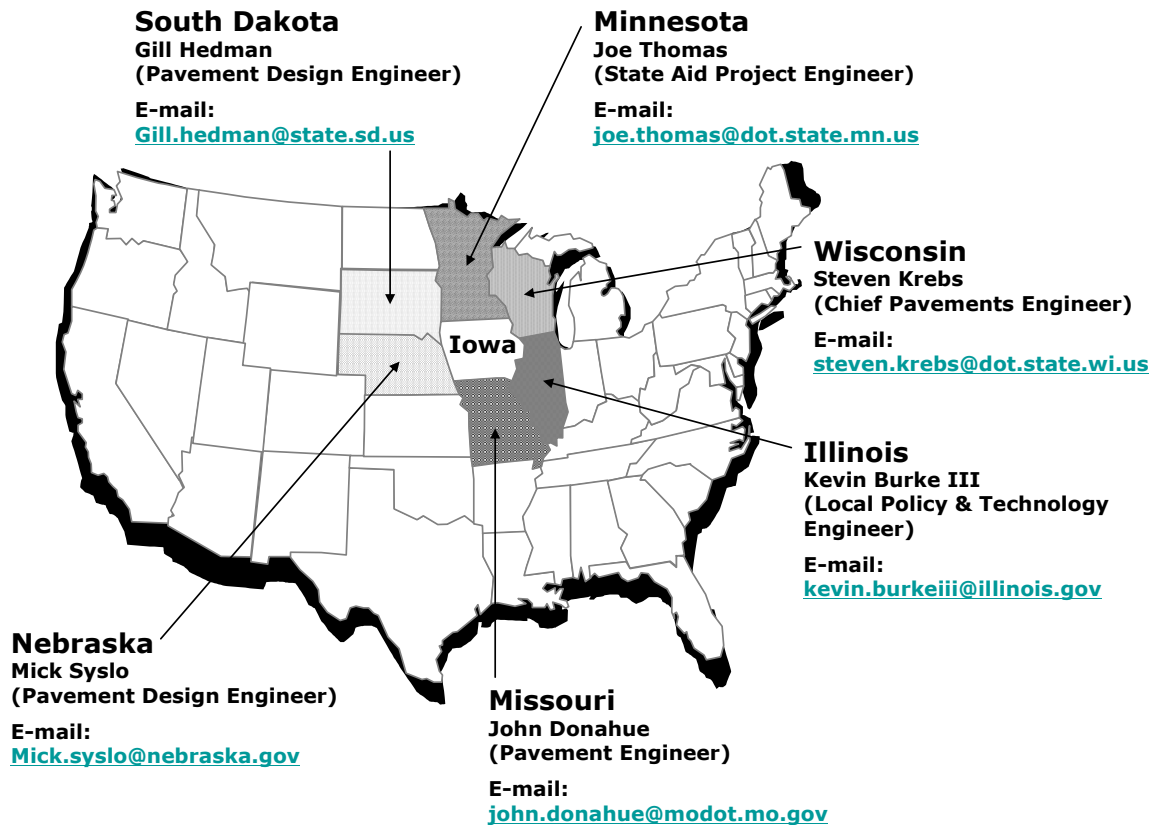 South Dakota
Gill Hedman
(Pavement Design Engineer)
E-mail:
Gill.hedman@state.sd.us
Minnesota
Joe Thomas
(State Aid Project Engineer)
E-mail:
joe.thomas@dot.state.mn.us
Wisconsin
Steven Krebs
(Chief Pavements Engineer)
E-mail:
steven.krebs@dot.state.wi.us
Iowa
Illinois
Kevin Burke III
(Local Policy & Technology
Engineer)
E-mail:
kevin.burkeiii@illinois.gov
Nebraska
Mick Syslo
(Pavement Design Engineer)
E-mail:
Mick.syslo@nebraska.gov
Missouri
John Donahue
(Pavement Engineer)
E-mail:
john.donahue@modot.mo.gov